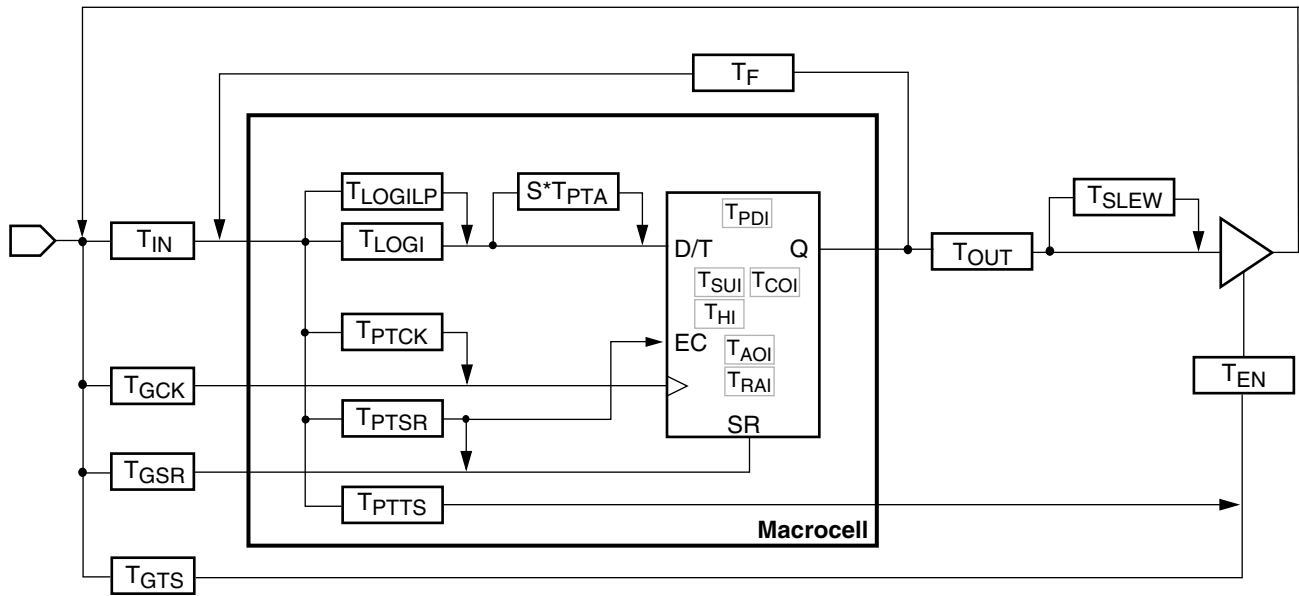 TF
TLOGILP
S*TPTA
TSLEW
TPDI
TIN
TLOGI
D/T
Q
TOUT
TSUI
TCOI
THI
TPTCK
EC
TAOI
TGCK
TRAI
TEN
TPTSR
SR
TGSR
TPTTS
Macrocell
TGTS